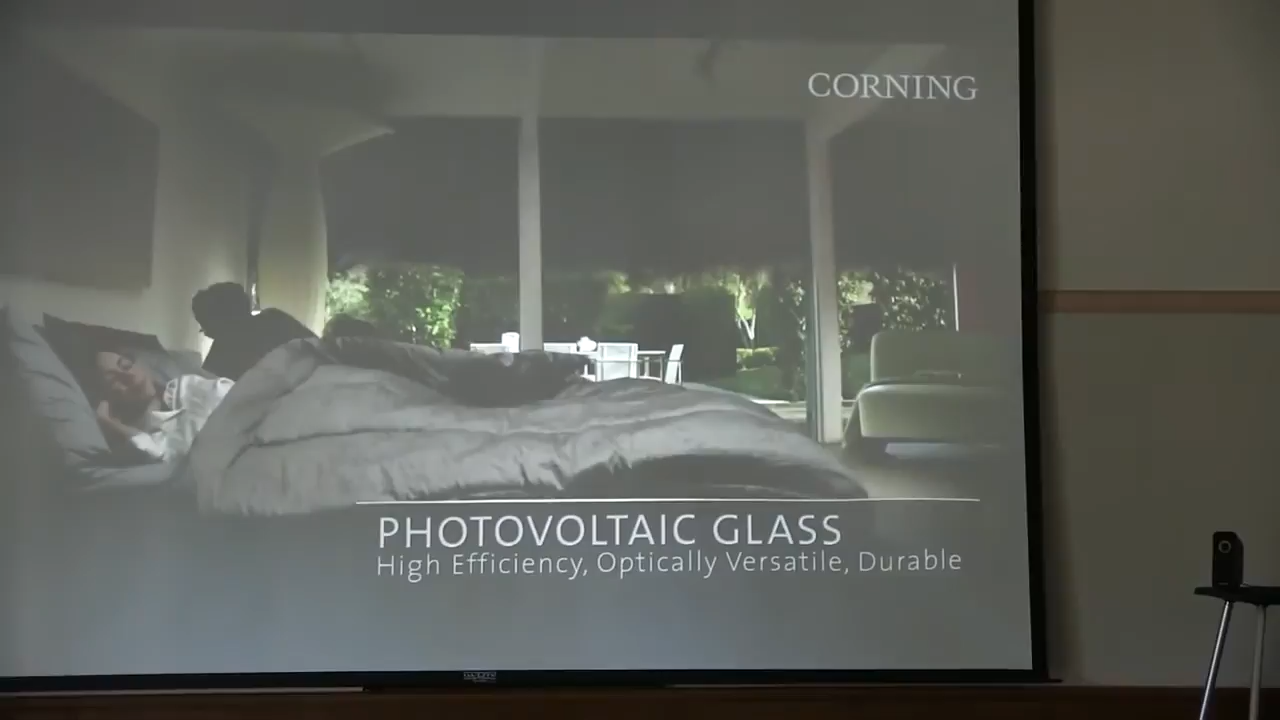 CORNING
PHOTOVOLTAIC GLASS
High Efficiency, Optically Versatile, Durable